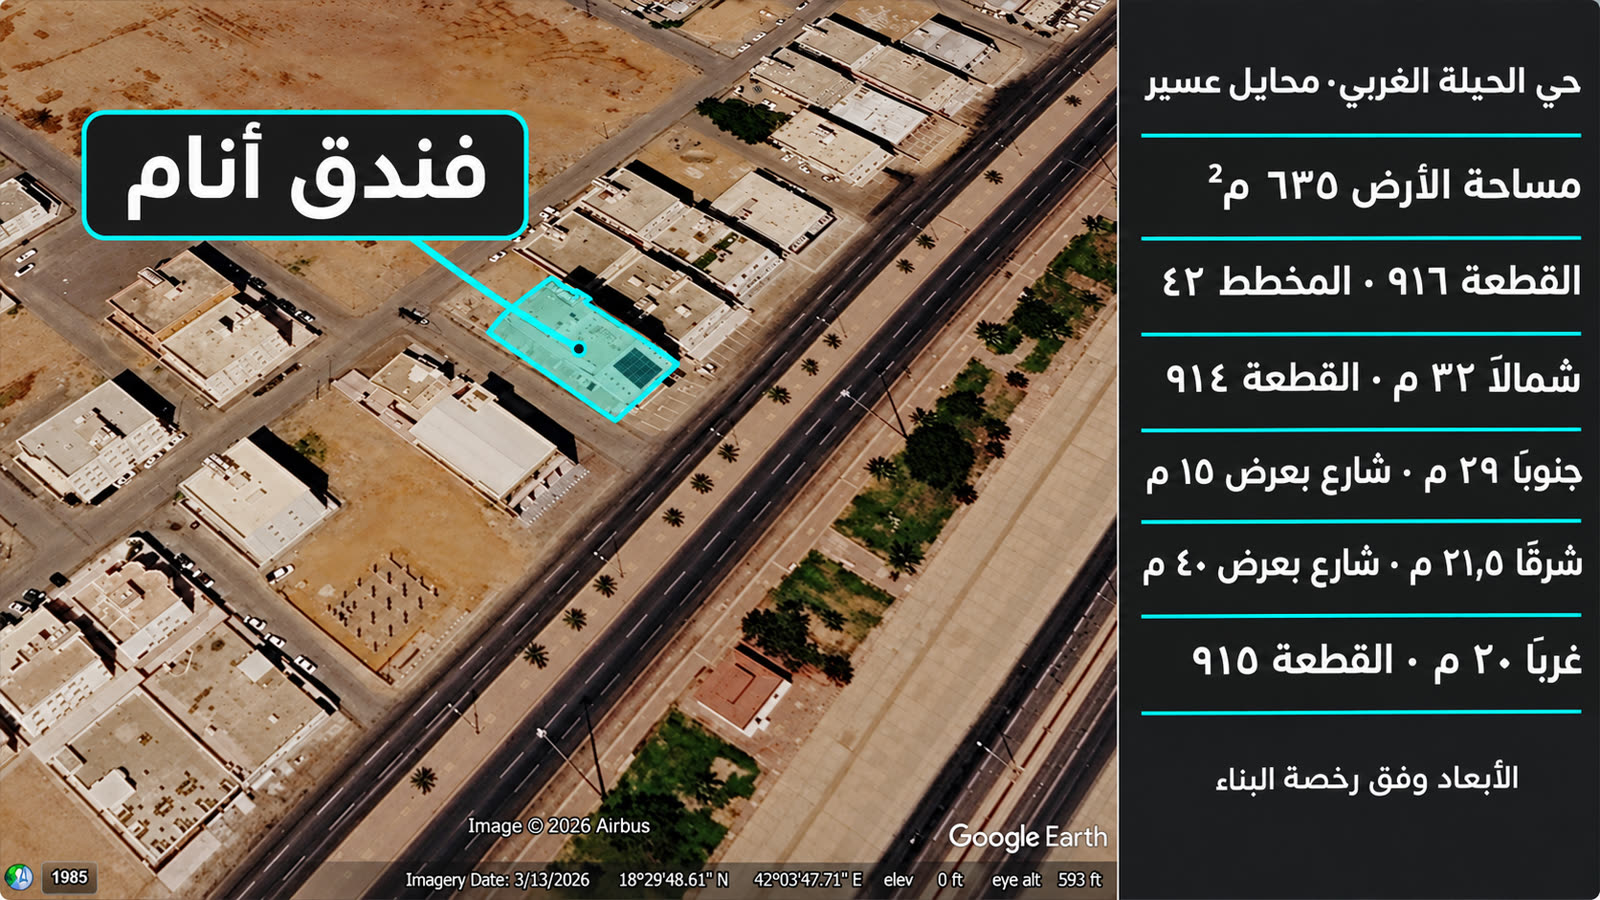 فندق أنام
حي الحيلة الغربي · محايل عسير
مساحة الأرض ٦٣٥ م²
القطعة ٩١٦ · المخطط ٤٢
شمالاَ ٣٢ م · القطعة ٩١٤
جنوبَا ٢٩ م · شارع بعرض ١٥ م
شرقَا ٢١,٥ م · شارع بعرض ٤٠ م
غربَا ٢٠ م · القطعة ٩١٥
الأبعاد وفق رخصة البناء
Image © 2026 Airbus
Google Earth
1985
Imagery Date: 3/13/2026 18°29'48.61" N 42°03'47.71" E elev 0 ft eye alt 593 ft